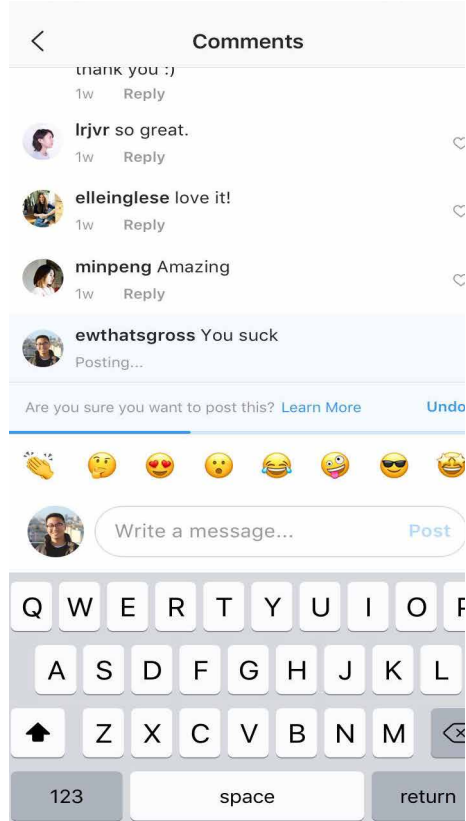 Comments
thank you :)
1w Reply
lrjvr so great.
1w Reply
elleinglese love it!
1w Reply
minpeng Amazing
1w Reply
ewthatsgross You suck
Posting...
Are you sure you want to post this? Learn More Undo
Write a message... Post
Q W E R T Y U I O P
A S D F G H J K L
Z X C V B N M
123 space return